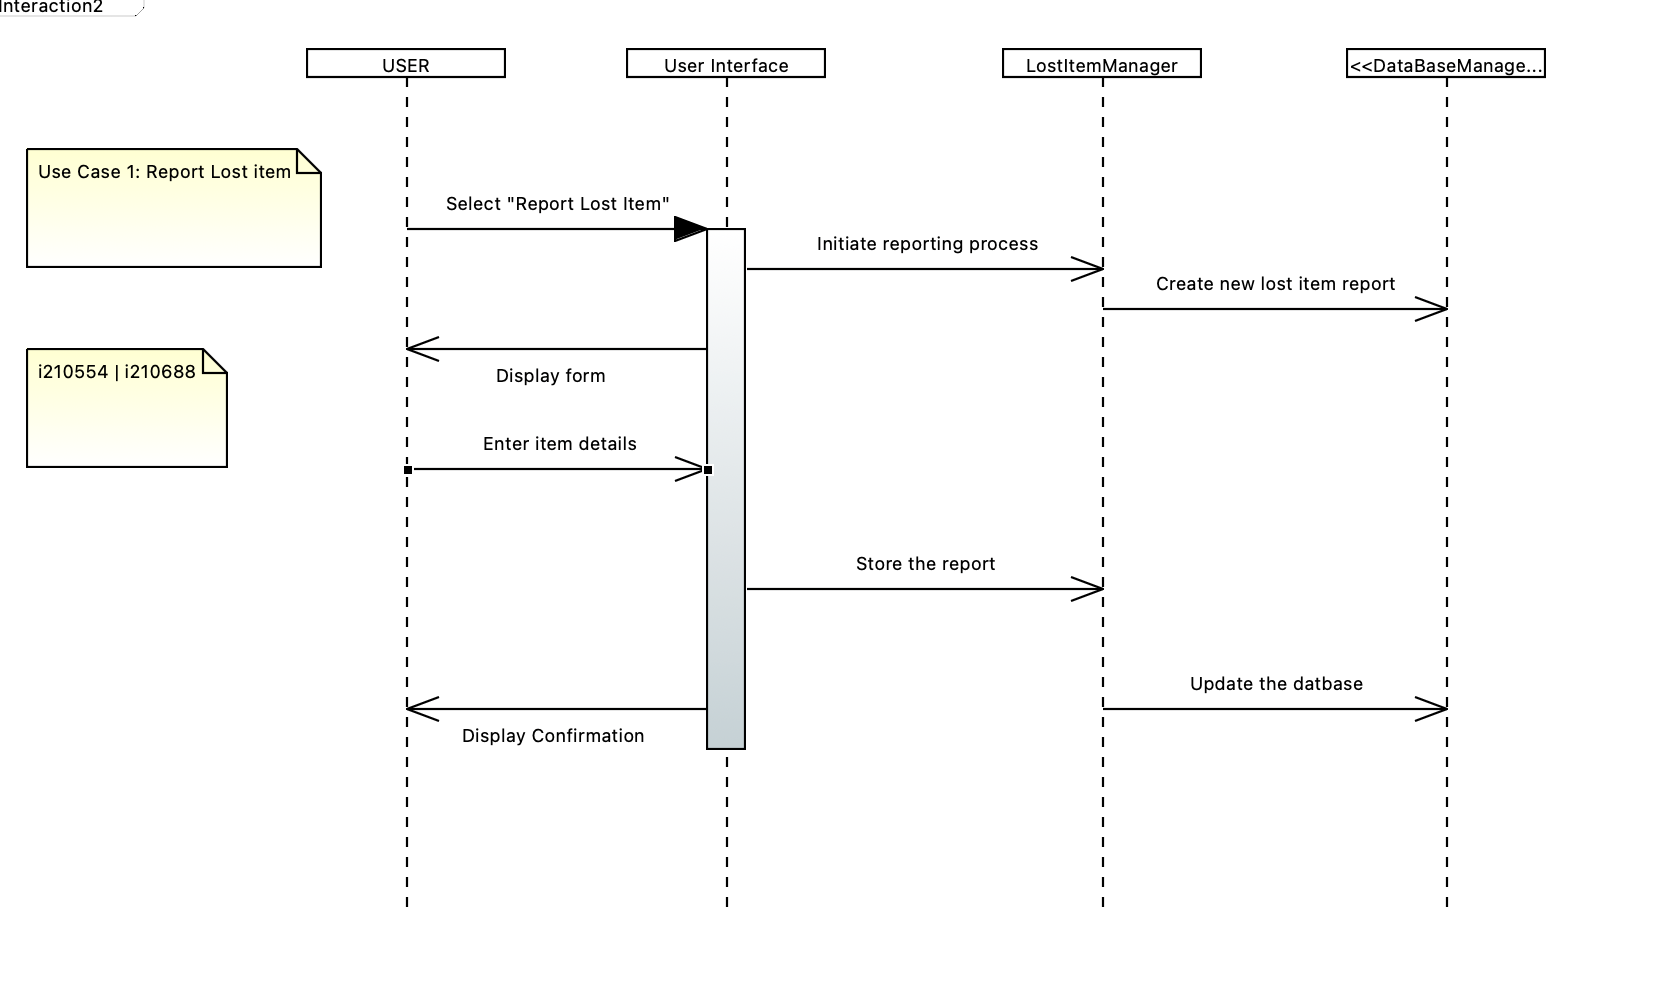 Interaction2
USER
User Interface
LostItemManager
<<DataBaseManage...
Use Case 1: Report Lost item
Select "Report Lost Item"
Initiate reporting process
Create new lost item report
i210554 | i210688
Display form
Enter item details
Store the report
Update the datbase
Display Confirmation